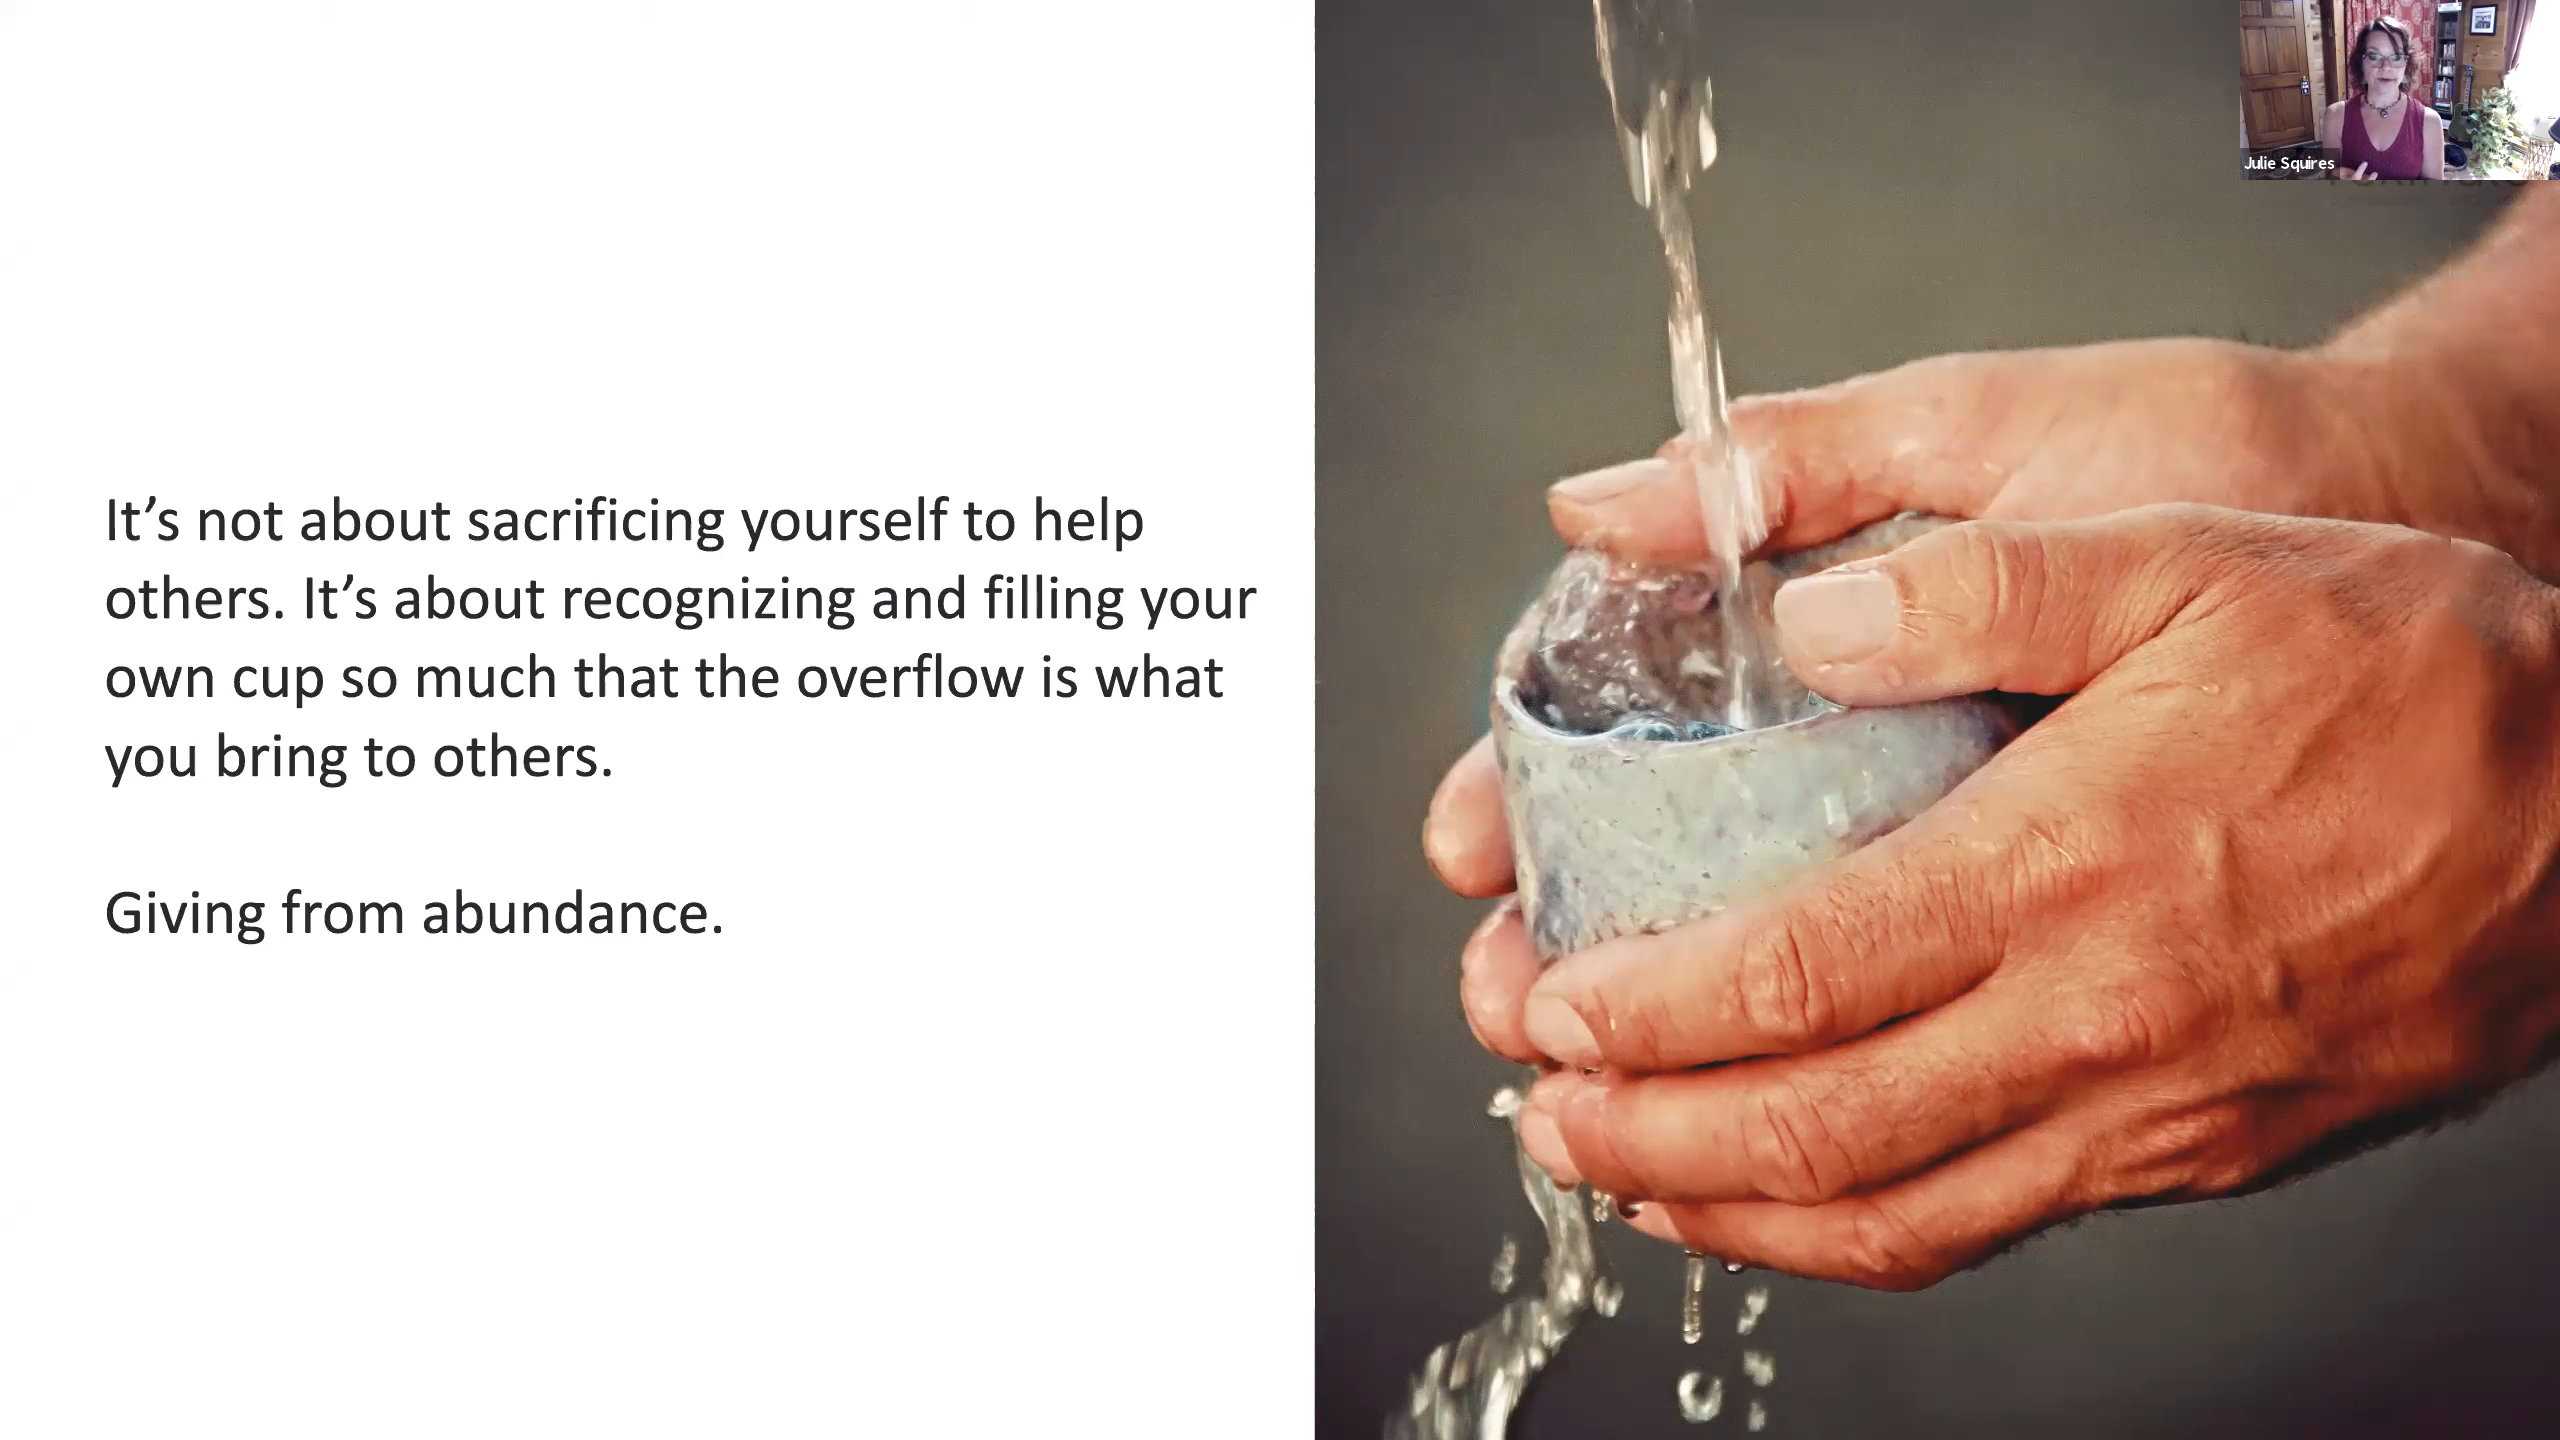 It’s not about sacrificing yourself to help
others. It’s about recognizing and filling your
own cup so much that the overflow is what
you bring to others.
Giving from abundance.
Julie Squires